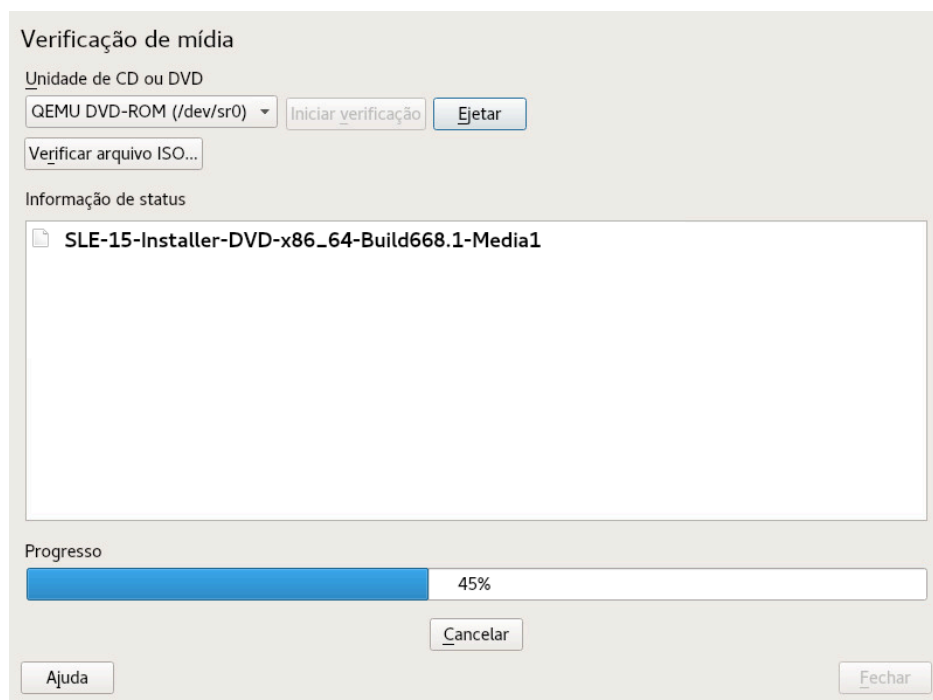 Verificação de mídia
Unidade de CD ou DVD
QEMU DVD-ROM (/dev/sr0) Iniciar verificação Ejetar
Verificar arquivo ISO...
Informação de status
SLE-15-Installer-DVD-x86_64-Build668.1-Media1
Progresso
45%
Cancelar
Ajuda Fechar